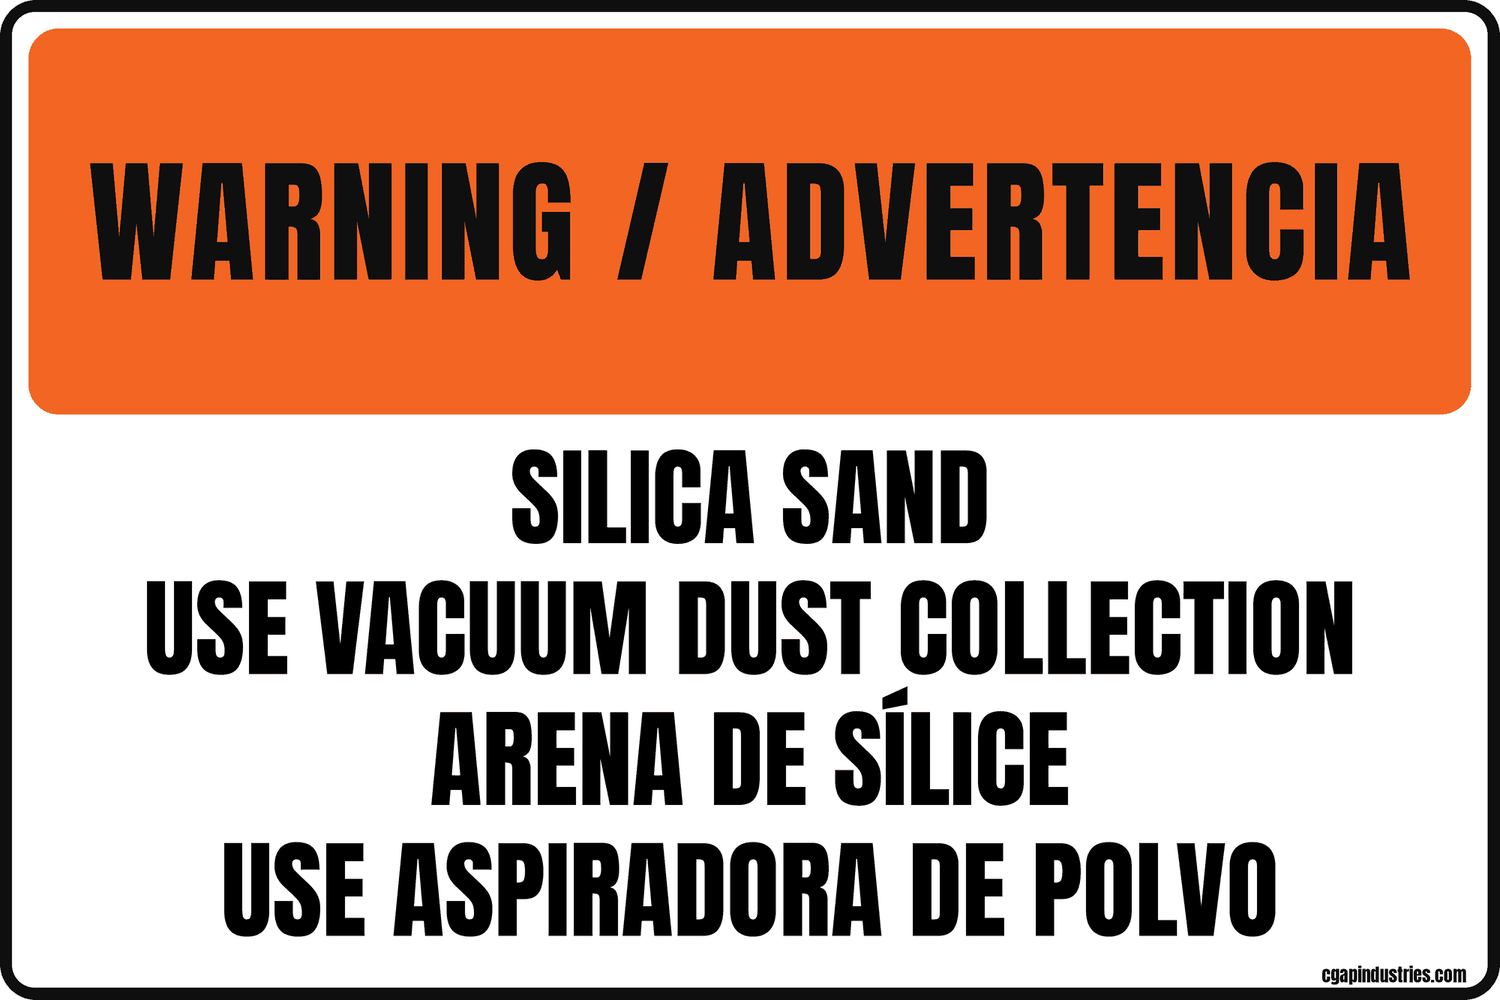 WARNING / ADVERTENCIA
SILICA SAND
USE VACUUM DUST COLLECTION
ARENA DE SÍLICE
USE ASPIRADORA DE POLVO
cgapindustries.com